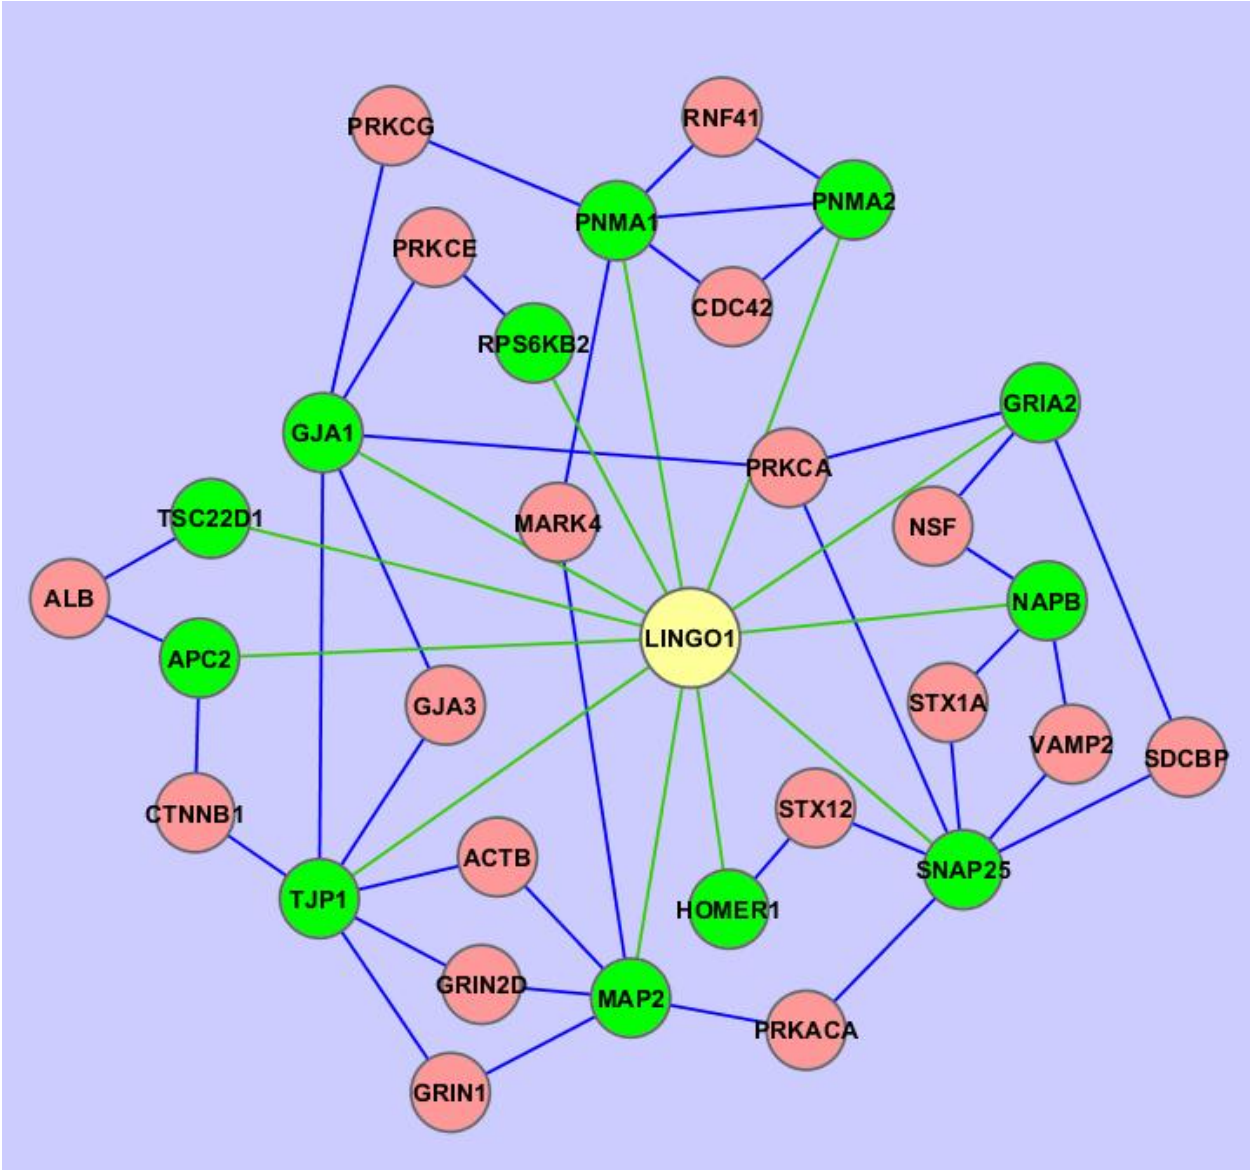 RNF41
PRKCG
PNMA2
PNMA1
PRKCE
CDC42
RPS6KB2
GRIA2
GJA1
PRKCA
TSC22D1
MARK4
NSF
ALB
NAPB
LINGO1
APC2
STX1A
GJA3
VAMP2
SDCBP
STX12
CTNNB1
ACTB
SNAP25
TJP1
HOMER1
GRIN2D
MAP2
PRKACA
GRIN1